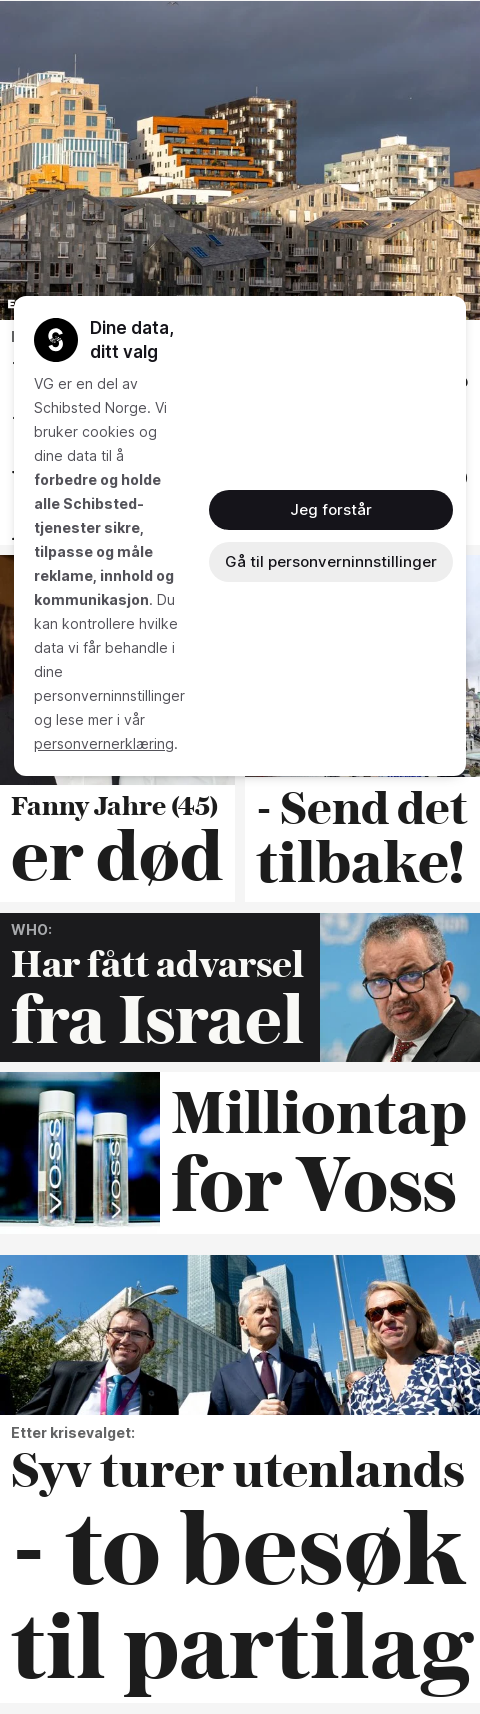 Dine data,
ditt valg
VG er en del av
Schibsted Norge. Vi
bruker cookies og
dine data til å
forbedre og holde
alle Schibsted-
tjenester sikre,
tilpasse og måle
reklame, innhold og
kommunikasjon. Du
kan kontrollere hvilke
data vi får behandle i
dine
personverninnstillinger
og lese mer i vår
personvernerklæring.
Jeg forstår
Gå til personverninnstillinger
Fanny Jahre (45)
er død
- Send det
tilbake!
WHO:
Har fått advarsel
fra Israel
VOSS
VOSS
Milliontap
for Voss
Etter krisevalget:
Syv turer utenlands
- to besøk
til partilag